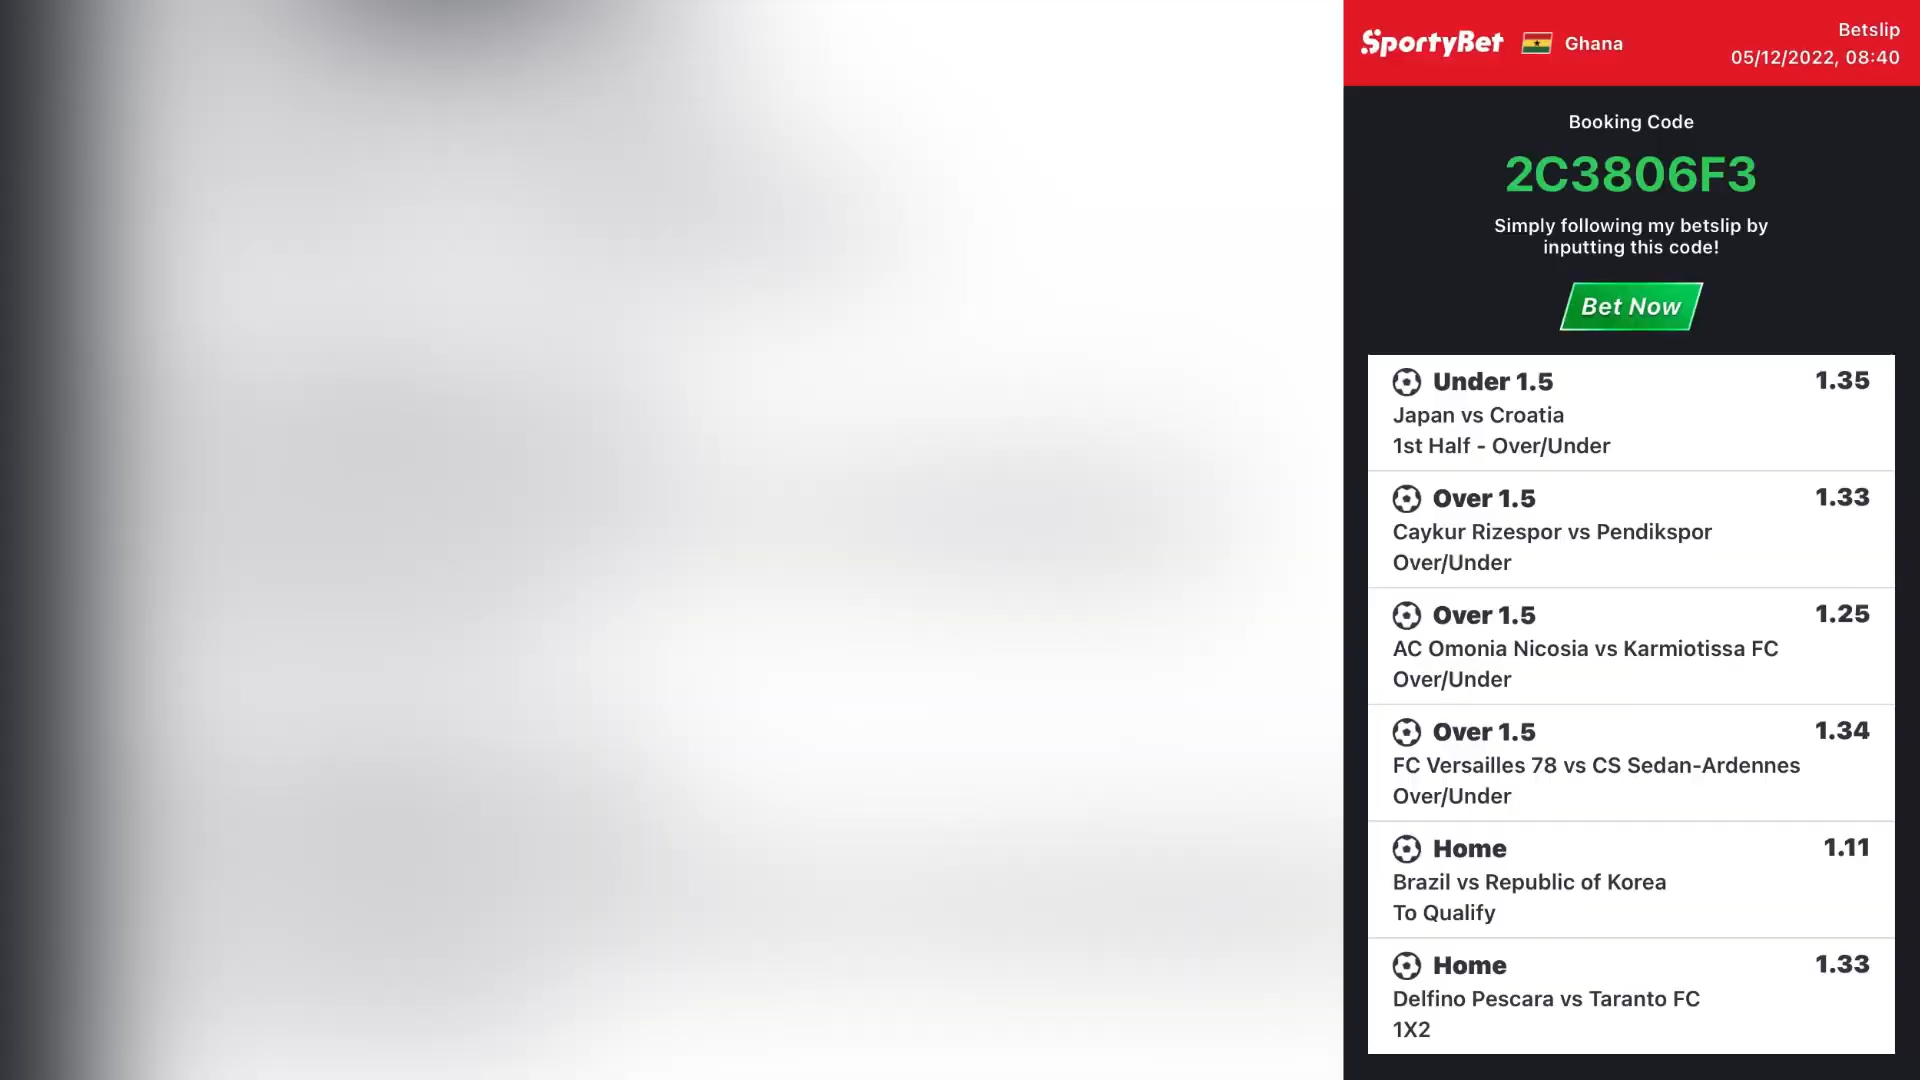 SportyBet Ghana
Betslip
05/12/2022, 08:40
Booking Code
2C3806F3
Simply following my betslip by
inputting this code!
Bet Now
Under 1.5 1.35
Japan vs Croatia
1st Half - Over/Under
Over 1.5 1.33
Caykur Rizespor vs Pendikspor
Over/Under
Over 1.5 1.25
AC Omonia Nicosia vs Karmiotissa FC
Over/Under
Over 1.5 1.34
FC Versailles 78 vs CS Sedan-Ardennes
Over/Under
Home 1.11
Brazil vs Republic of Korea
To Qualify
Home 1.33
Delfino Pescara vs Taranto FC
1X2